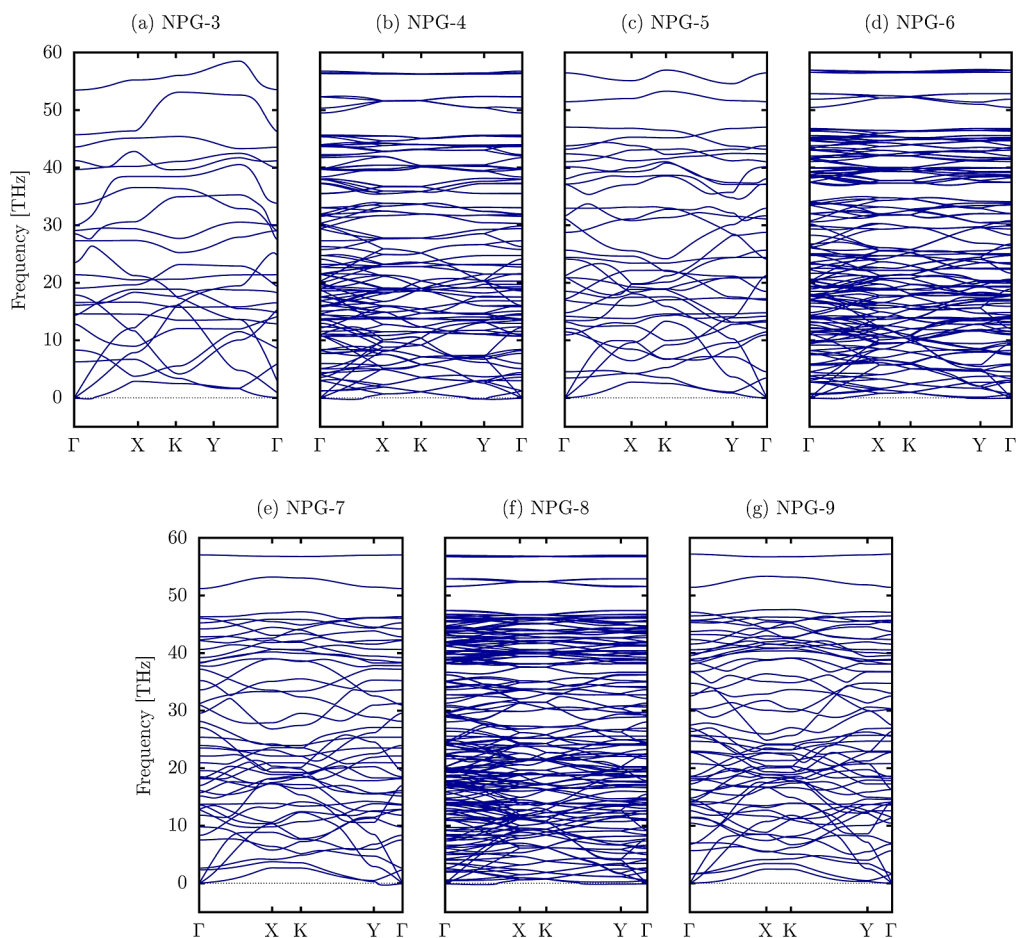 (a) NPG-3 (b) NPG-4 (c) NPG-5 (d) NPG-6
60
50
40
30
20
10
0
Frequency [THz]
Γ X K Y Γ Γ X K Y Γ Γ X K Y Γ Γ X K Y Γ
(e) NPG-7 (f) NPG-8 (g) NPG-9
60
50
40
30
20
10
0
Frequency [THz]
Γ X K Y Γ Γ X K Y Γ Γ X K Y Γ